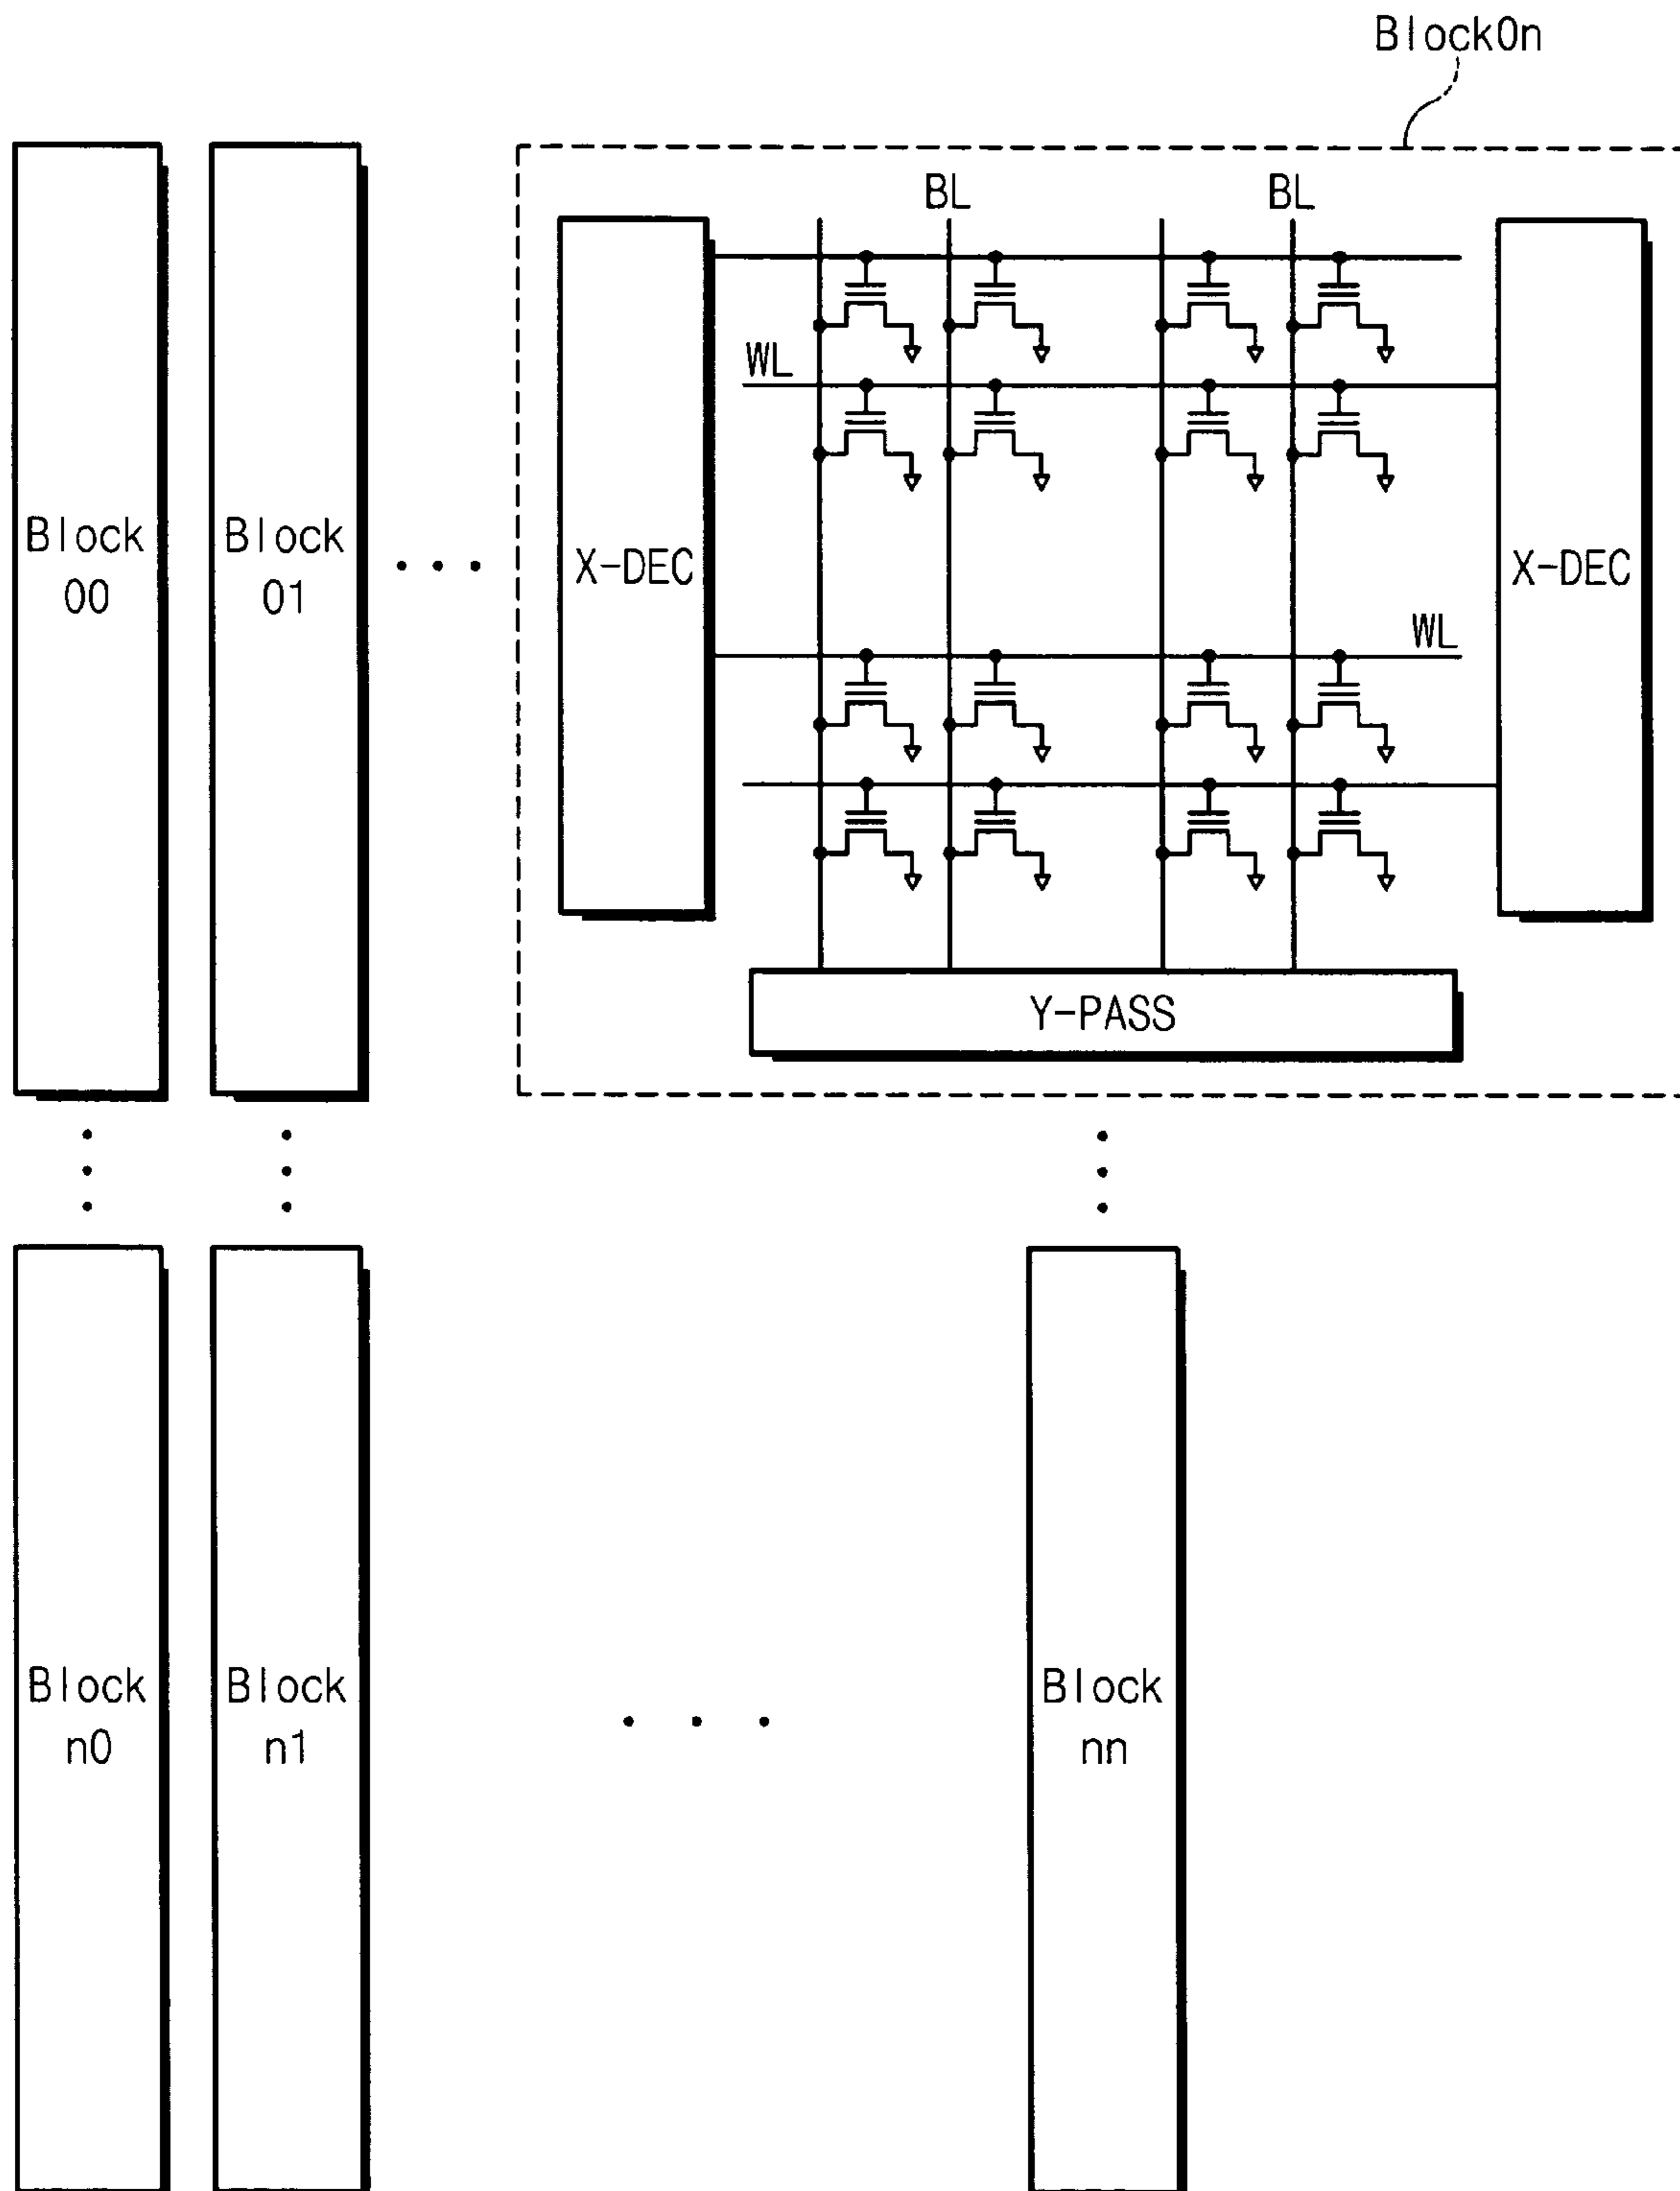 Block0n
BL BL
WL
Block
00
Block
01
X-DEC
X-DEC
WL
Y-PASS
Block
n0
Block
n1
Block
nn